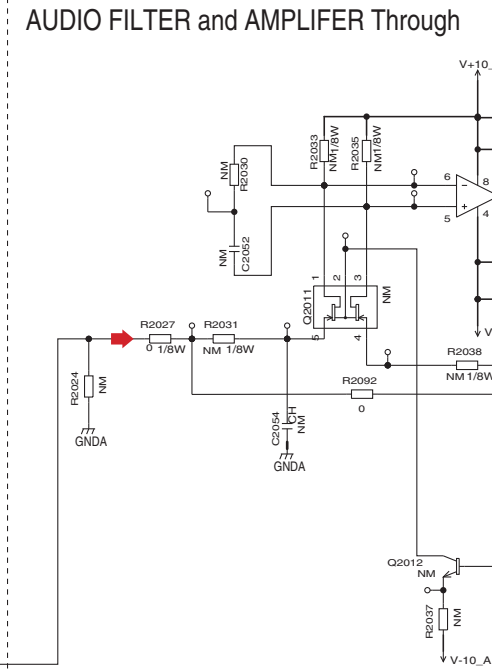 AUDIO FILTER and AMPLIFER Through
V+10_
R2033
NM1/8W
R2035
NM1/8W
NM
R2030
6
8
5
4
NM
C2052
1
2
3
Q2011
NM
5
4
V
R2027
0 1/8W
R2031
NM 1/8W
R2038
NM 1/8W
R2024
NM
GNDA
R2092
0
C2054
CH
NM
GNDA
Q2012
NM
R2037
NM
V-10_A